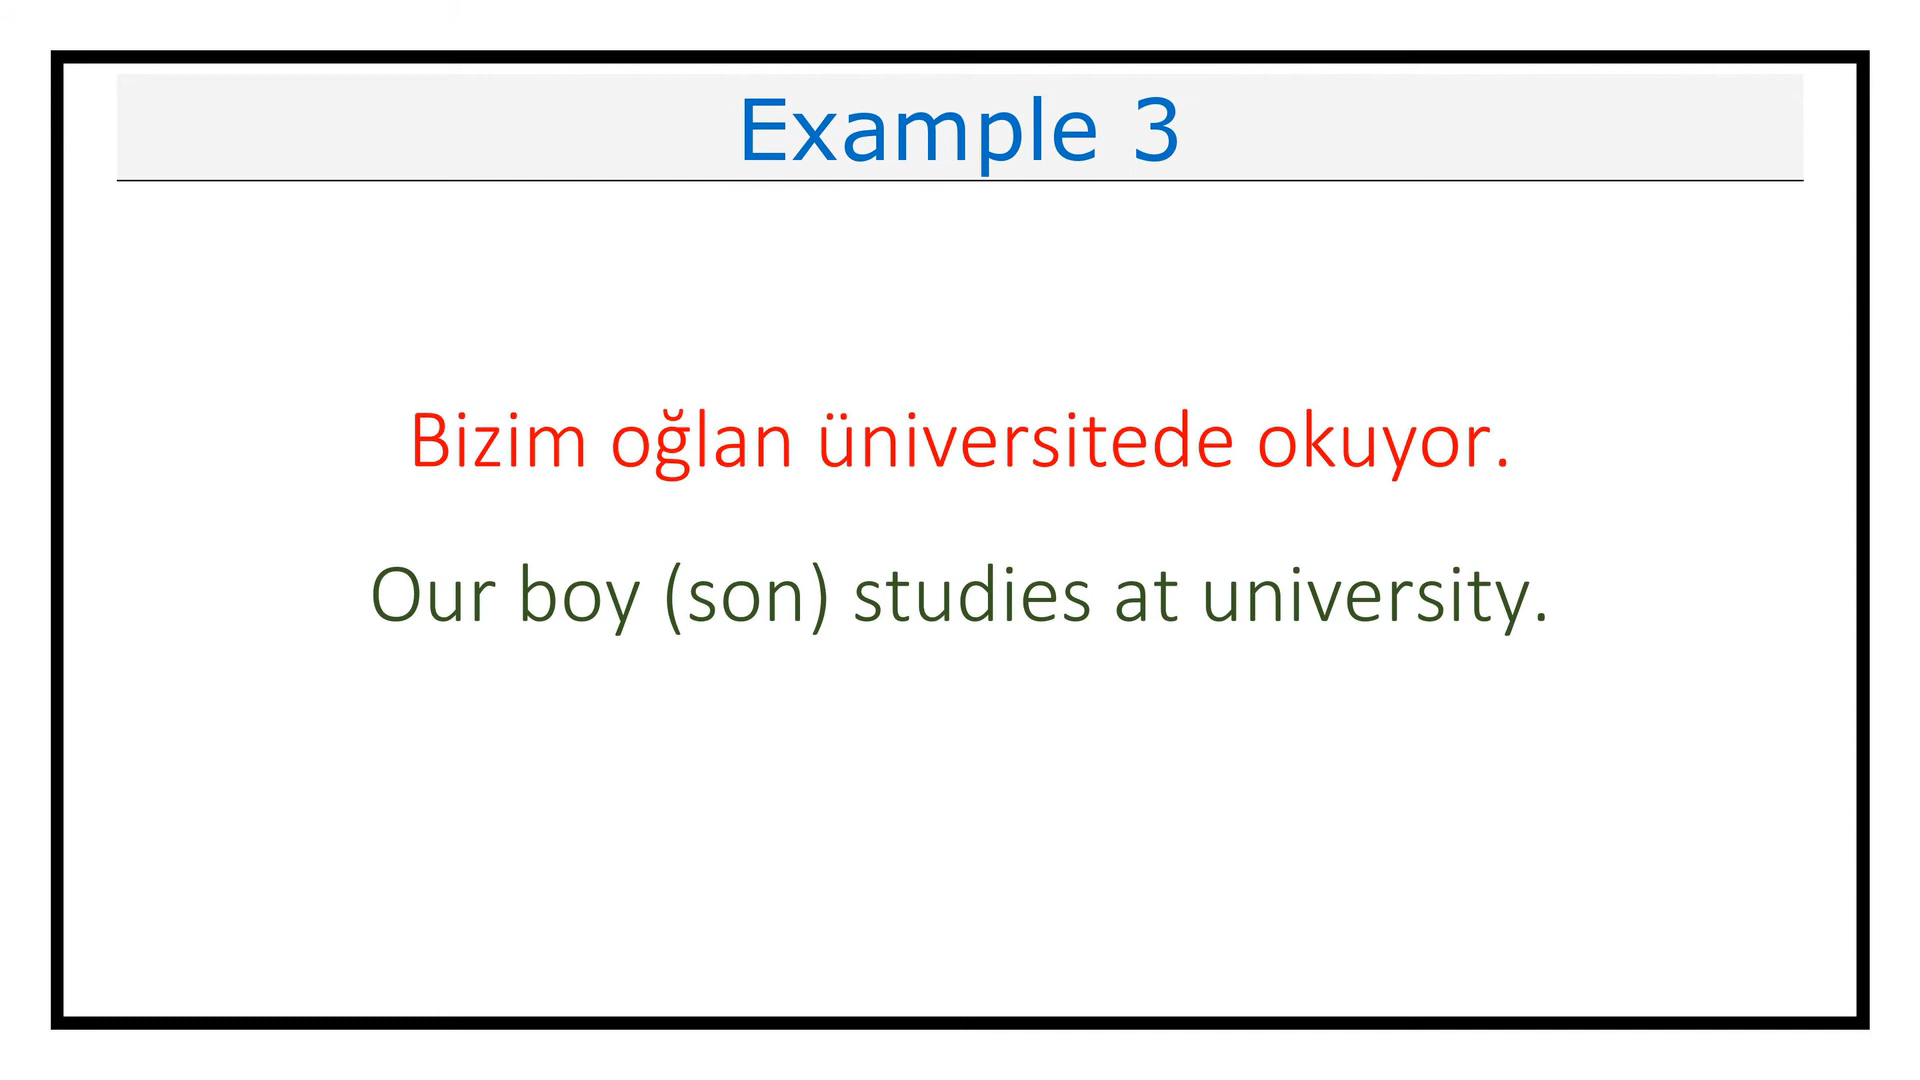 Example 3
Bizim oğlan üniversitede okuyor.
Our boy (son) studies at university.